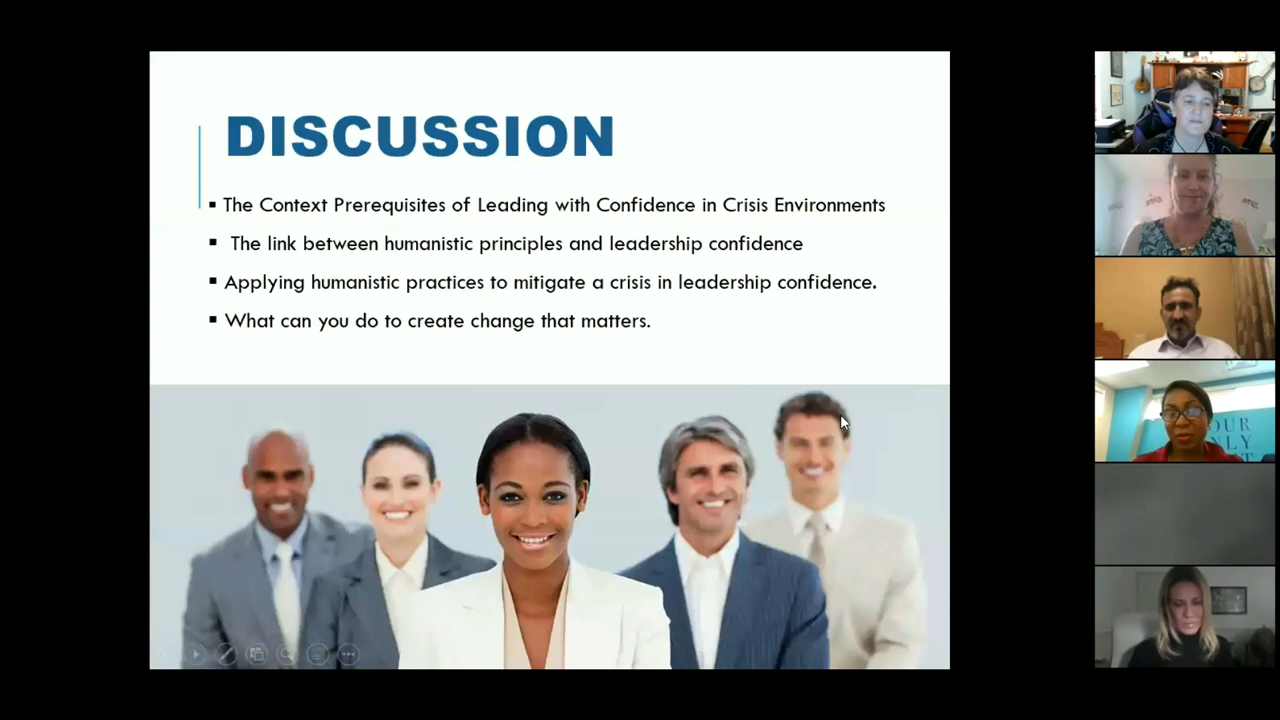 DISCUSSION
▪ The Context Prerequisites of Leading with Confidence in Crisis Environments
▪ The link between humanistic principles and leadership confidence
▪ Applying humanistic practices to mitigate a crisis in leadership confidence.
▪ What can you do to create change that matters.
OUR